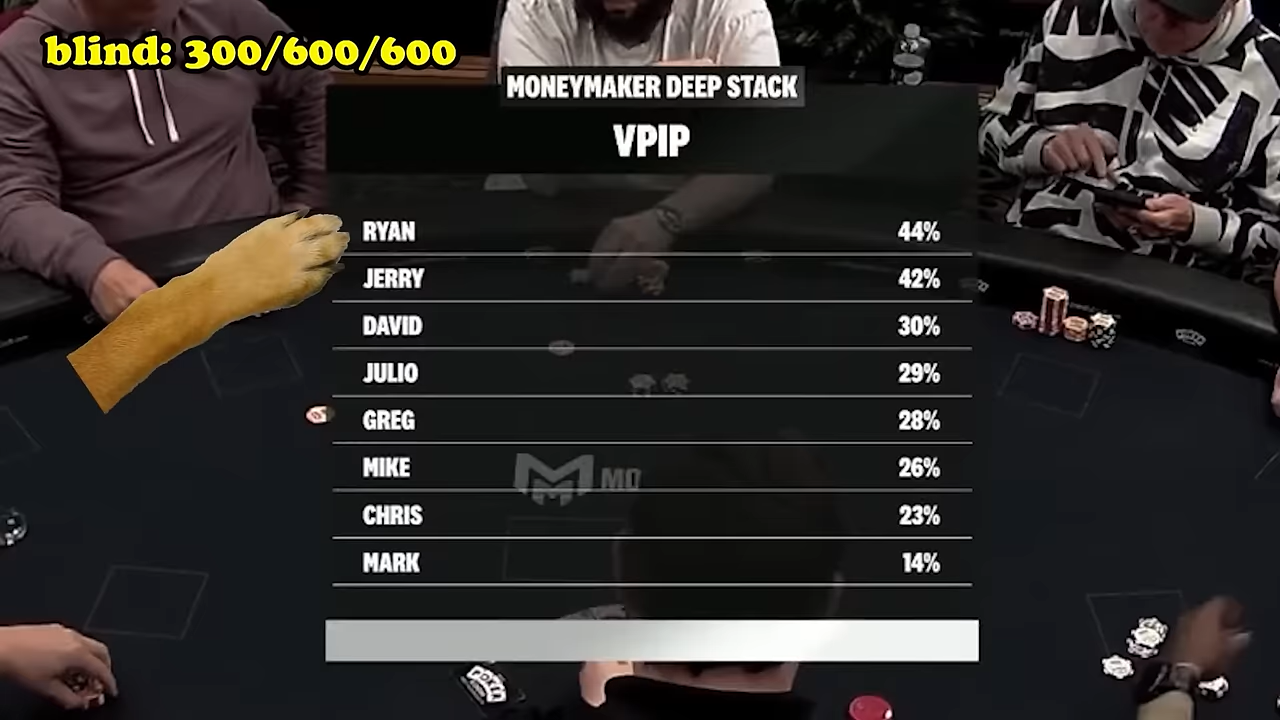 blind: 300/600/600
MONEYMAKER DEEP STACK
VPIP
RYAN 44%
JERRY 42%
DAVID 30%
JULIO 29%
GREG 28%
MIKE 26%
CHRIS 23%
MARK 14%